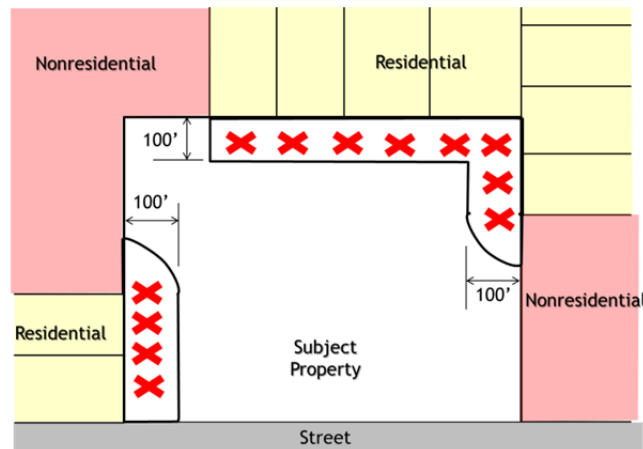 Nonresidential
Residential
100’
100’
100’
Residential
Nonresidential
Subject
Property
Street